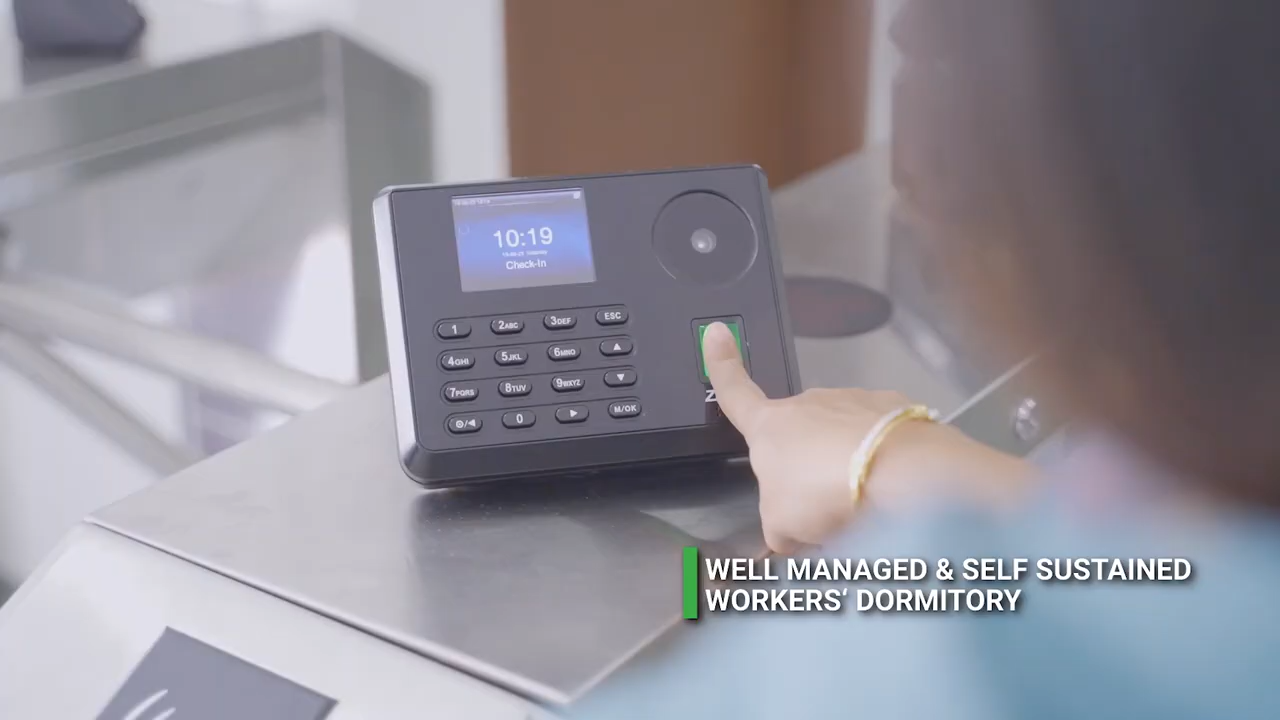 10:19
Check-In
1 2ABC 3DEF ESC
4GHI 5JKL 6MNO ▲
7PQRS 8TUV 9WXYZ ▼
/◀ 0 ▶ M/OK
Z
WELL MANAGED & SELF SUSTAINED
WORKERS‘ DORMITORY